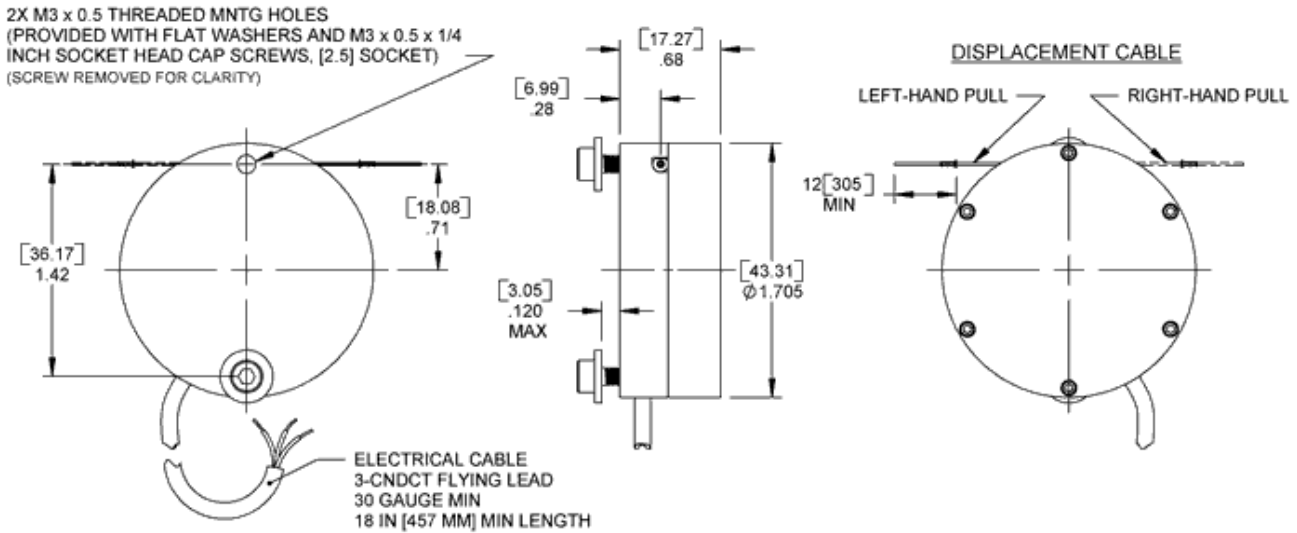 2X M3 x 0.5 THREADED MNTG HOLES
(PROVIDED WITH FLAT WASHERS AND M3 x 0.5 x 1/4
INCH SOCKET HEAD CAP SCREWS, [2.5] SOCKET)
(SCREW REMOVED FOR CLARITY)
[36.17]
1.42
[18.08]
.71
ELECTRICAL CABLE
3-CNDCT FLYING LEAD
30 GAUGE MIN
18 IN [457 MM] MIN LENGTH
[17.27]
.68
[6.99]
.28
[3.05]
.120
MAX
[43.31]
Ø1.705
DISPLACEMENT CABLE
LEFT-HAND PULL
RIGHT-HAND PULL
12[305]
MIN